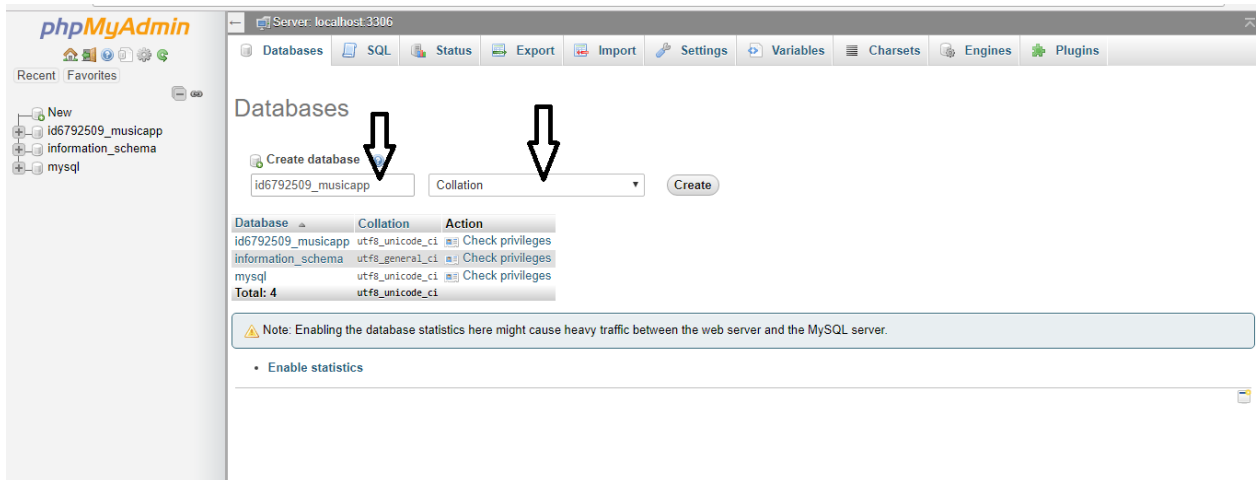 phpMyAdmin
Recent Favorites
New
id6792509_musicapp
information_schema
mysql
Server: localhost:3306
Databases SQL Status Export Import Settings Variables Charsets Engines Plugins
Databases
Create database
id6792509_musicapp Collation Create
Database Collation Action
id6792509_musicapp utf8_unicode_ci Check privileges
information_schema utf8_general_ci Check privileges
mysql utf8_unicode_ci Check privileges
Total: 4 utf8_unicode_ci
Note: Enabling the database statistics here might cause heavy traffic between the web server and the MySQL server.
• Enable statistics